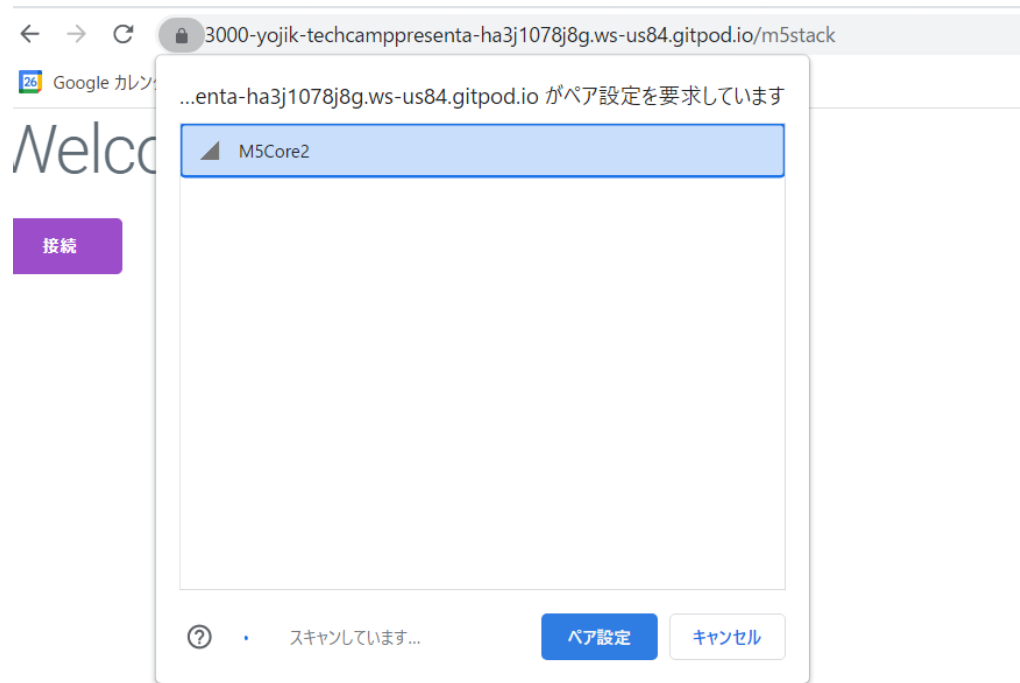 3000-yojik-techcamppresenta-ha3j1078j8g.ws-us84.gitpod.io/m5stack
26 Google カレン
...enta-ha3j1078j8g.ws-us84.gitpod.io がペア設定を要求しています
Welco
M5Core2
接続
スキャンしています... ペア設定 キャンセル